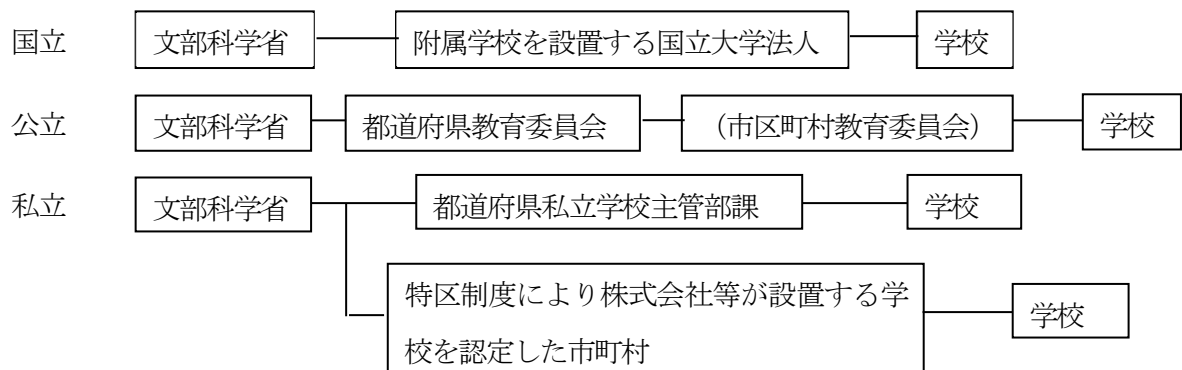 国立 文部科学省 附属学校を設置する国立大学法人 学校
公立 文部科学省 都道府県教育委員会 (市区町村教育委員会) 学校
私立 文部科学省 都道府県私立学校主管部課 学校
特区制度により株式会社等が設置する学
校を認定した市町村
学校